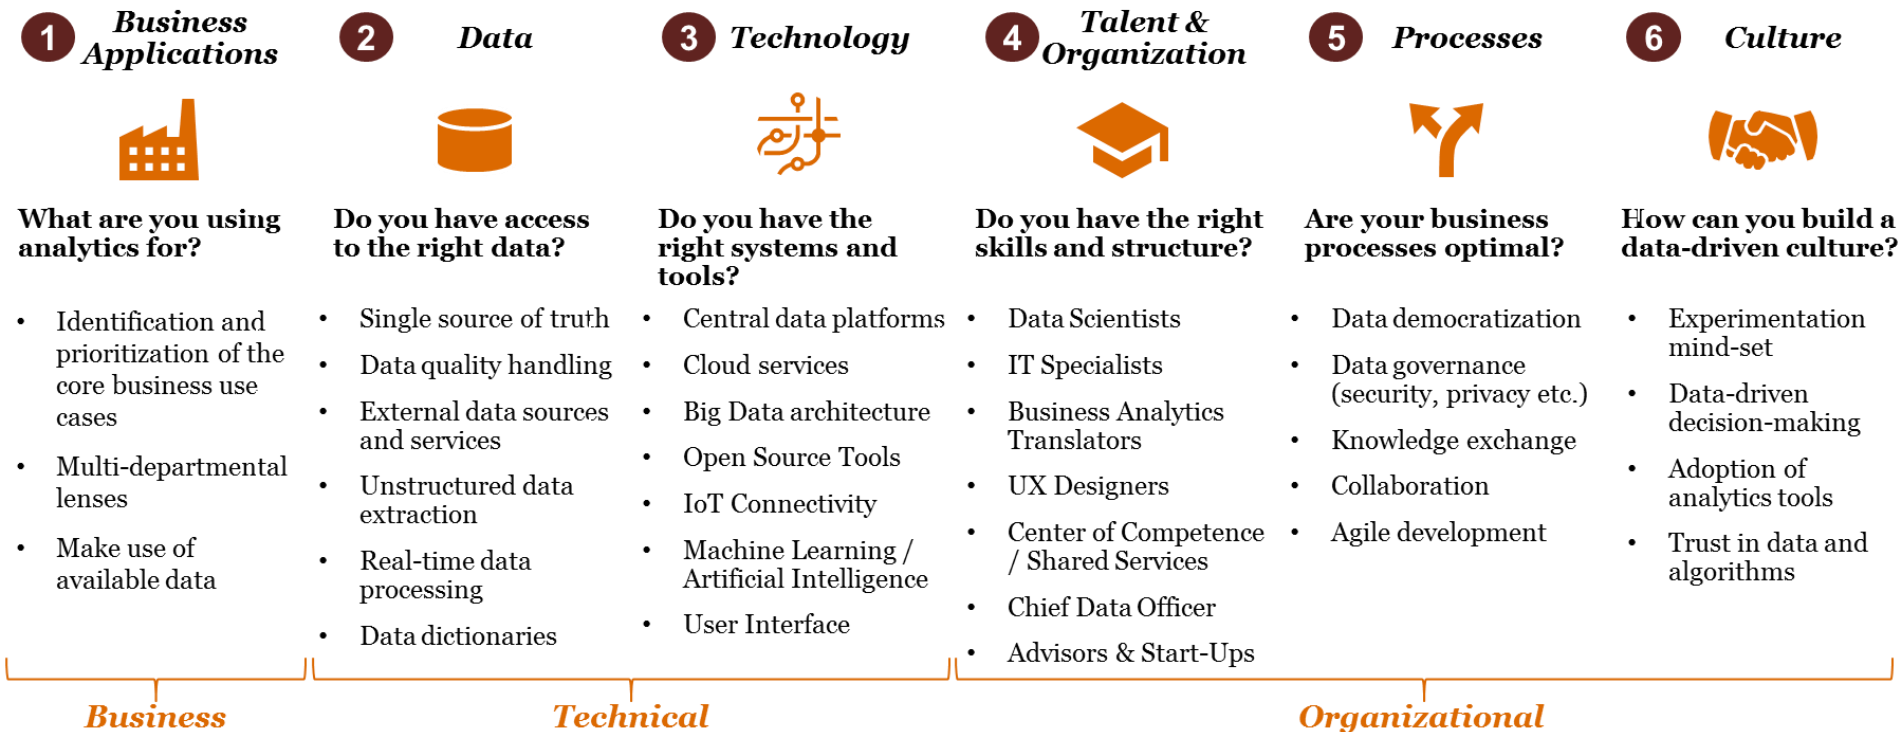 1
Business
Applications
What are you using
analytics for?
• Identification and
prioritization of the
core business use
cases
• Multi-departmental
lenses
• Make use of
available data
2
Data
Do you have access
to the right data?
• Single source of truth
• Data quality handling
• External data sources
and services
• Unstructured data
extraction
• Real-time data
processing
• Data dictionaries
3
Technology
Do you have the
right systems and
tools?
• Central data platforms
• Cloud services
• Big Data architecture
• Open Source Tools
• IoT Connectivity
• Machine Learning /
Artificial Intelligence
• User Interface
4
Talent &
Organization
Do you have the right
skills and structure?
• Data Scientists
• IT Specialists
• Business Analytics
Translators
• UX Designers
• Center of Competence
/ Shared Services
• Chief Data Officer
• Advisors & Start-Ups
5
Processes
Are your business
processes optimal?
• Data democratization
• Data governance
(security, privacy etc.)
• Knowledge exchange
• Collaboration
• Agile development
6
Culture
How can you build a
data-driven culture?
• Experimentation
mind-set
• Data-driven
decision-making
• Adoption of
analytics tools
• Trust in data and
algorithms
Business
Technical
Organizational